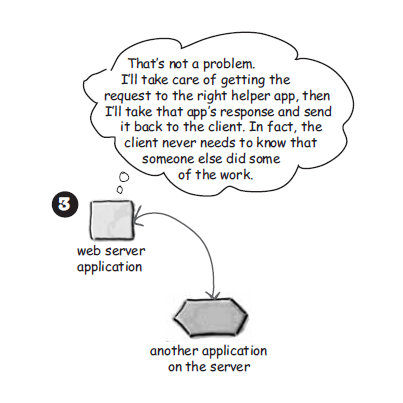 That's not a problem.
I'll take care of getting the
request to the right helper app, then
I'll take that app's response and send
it back to the client. In fact, the
client never needs to know that
someone else did some
of the work.
3
web server
application
another application
on the server